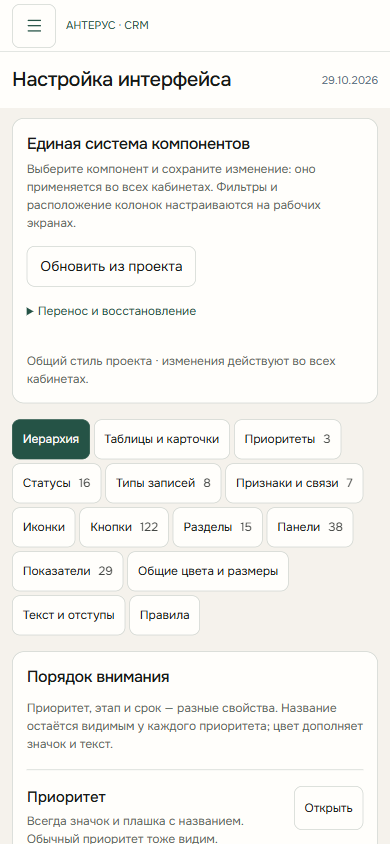 АНТЕРУС · CRM
Настройка интерфейса 29.10.2026
Единая система компонентов
Выберите компонент и сохраните изменение: оно
применяется во всех кабинетах. Фильтры и
расположение колонок настраиваются на рабочих
экранах.
Обновить из проекта
▶ Перенос и восстановление
Общий стиль проекта · изменения действуют во всех
кабинетах.
Иерархия Таблицы и карточки Приоритеты 3
Статусы 16 Типы записей 8 Признаки и связи 7
Иконки Кнопки 122 Разделы 15 Панели 38
Показатели 29 Общие цвета и размеры
Текст и отступы Правила
Порядок внимания
Приоритет, этап и срок — разные свойства. Название
остаётся видимым у каждого приоритета; цвет дополняет
значок и текст.
Приоритет Открыть
Всегда значок и плашка с названием.
Обычный приоритет тоже видим.